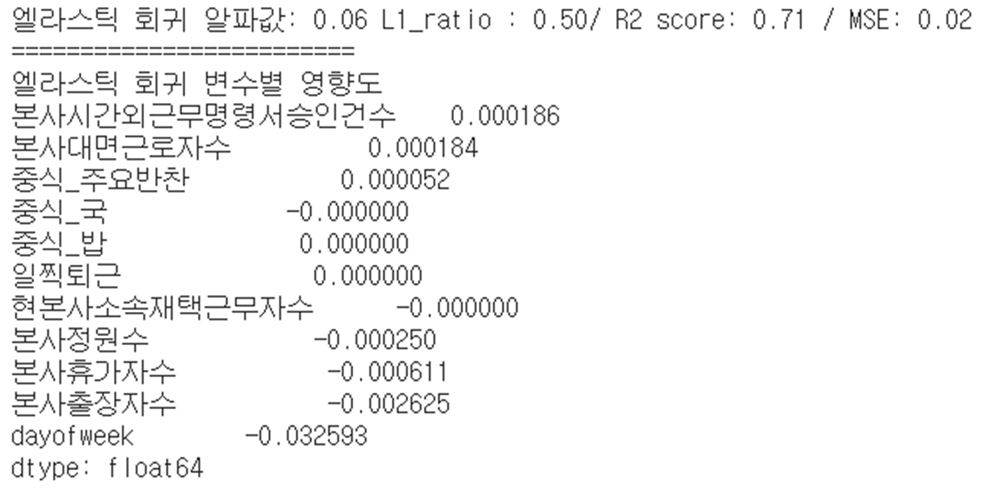 엘라스틱 회귀 알파값: 0.06 L1_ratio : 0.50/ R2 score: 0.71 / MSE: 0.02
=========================
엘라스틱 회귀 변수별 영향도
본사시간외근무명령서승인건수 0.000186
본사대면근로자수 0.000184
중식_주요반찬 0.000052
중식_국 -0.000000
중식_밥 0.000000
일찍퇴근 0.000000
현본사소속재택근무자수 -0.000000
본사정원수 -0.000250
본사휴가자수 -0.000611
본사출장자수 -0.002625
dayofweek -0.032593
dtype: float64